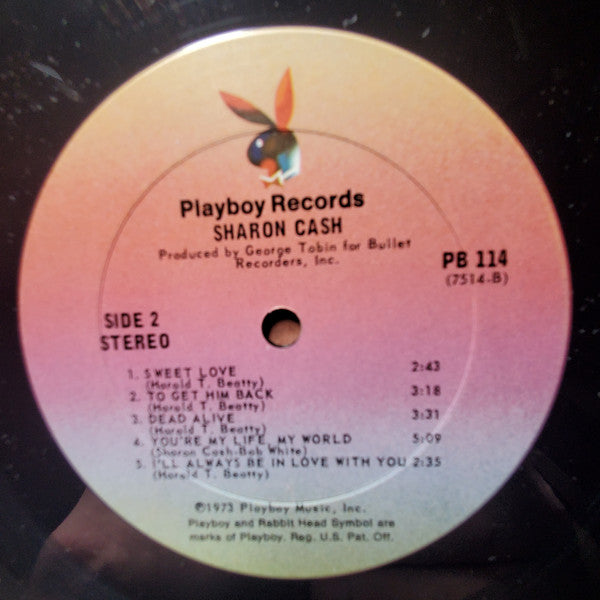 Playboy Records
SHARON CASH
Produced by George Tobin for Bullet
Recorders, Inc.
PB 114
(7514-B)
SIDE 2
STEREO
1. SWEET LOVE 2:43
(Harold T. Beatty)
2. TO GET HIM BACK 3:18
(Harold T. Beatty)
3. DEAD ALIVE 3:31
(Harold T. Beatty)
4. YOU'RE MY LIFE, MY WORLD 5:09
(Sharon Cash-Bob White)
5. I'LL ALWAYS BE IN LOVE WITH YOU 2:35
(Harold T. Beatty)
℗1973 Playboy Music, Inc.
Playboy and Rabbit Head Symbol are
marks of Playboy. Reg. U.S. Pat. Off.